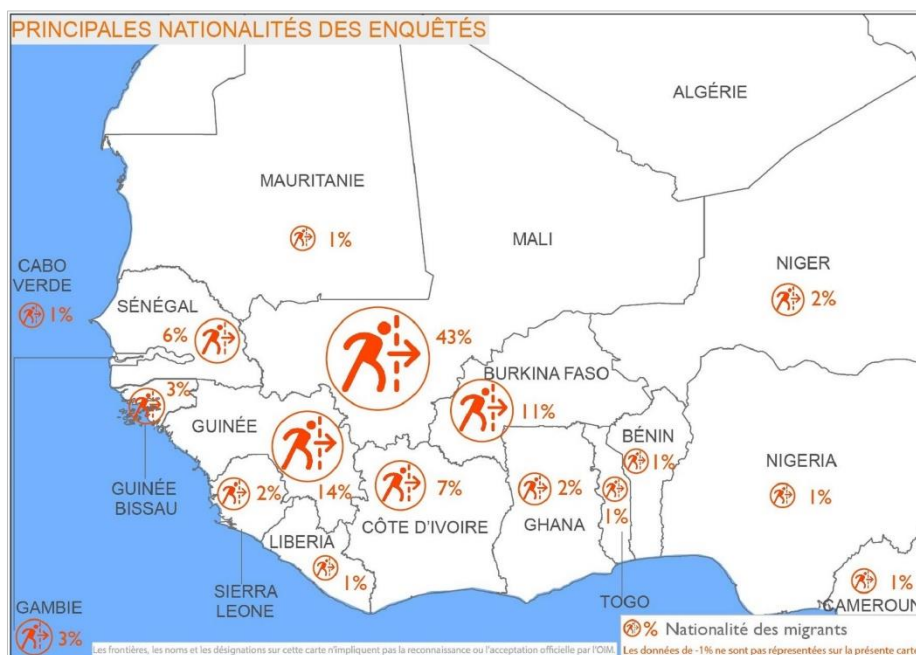 PRINCIPALES NATIONALITÉS DES ENQUÊTÉS
ALGÉRIE
MAURITANIE
1%
MALI
CABO
VERDE
1%
SÉNÉGAL
6%
NIGER
2%
43%
BURKINA FASO
11%
3%
GUINÉE
14%
BÉNIN
1%
NIGERIA
1%
GUINÉE
BISSAU
2%
7%
CÔTE D'IVOIRE
2%
GHANA
1%
LIBERIA
1%
SIERRA
LEONE
TOGO
1%
CAMEROUN
GAMBIE
3%
% Nationalité des migrants
Les frontières, les noms et les désignations sur cette carte n'impliquent pas la reconnaissance ou l'acceptation officielle par l'OIM.
Les données de -1% ne sont pas répresentées sur la présente carte